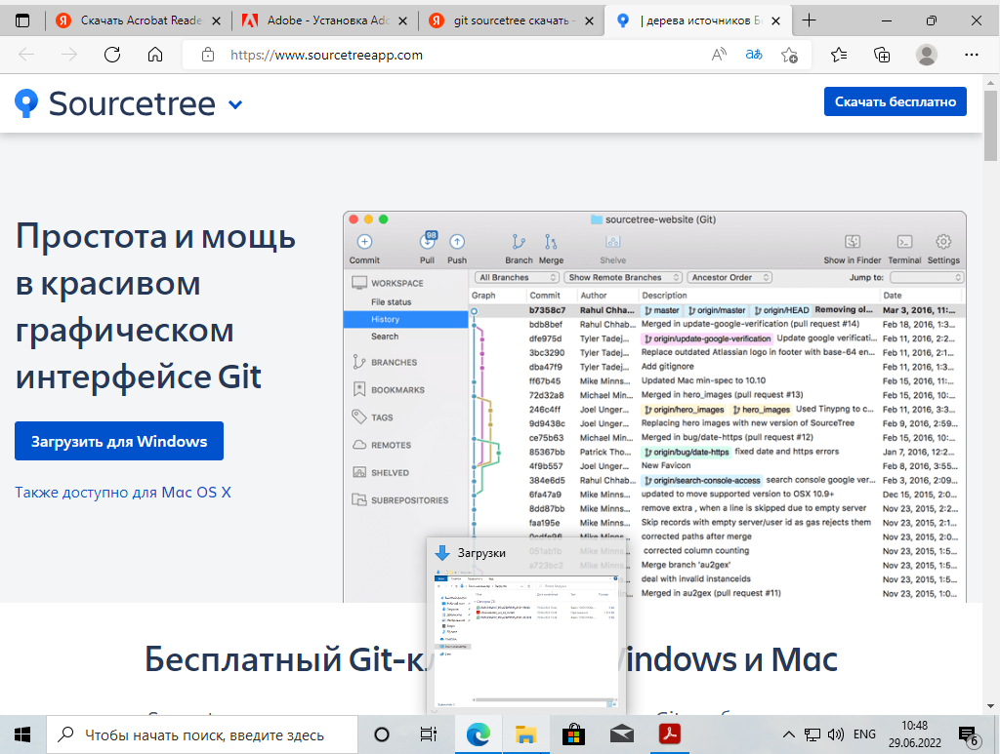 Скачать Acrobat Reade
Adobe - Установка Ado
git sourcetree скачать -
| дерева источников Б
https://www.sourcetreeapp.com
Sourcetree
Скачать бесплатно
Простота и мощь
в красивом
графическом
интерфейсе Git
Загрузить для Windows
Также доступно для Mac OS X
sourcetree-website (Git)
98
Commit Pull Push Branch Merge Shelve Show in Finder Terminal Settings
All Branches Show Remote Branches Ancestor Order Jump to:
Graph Commit Author Description Date
WORKSPACE
File status
History
Search
BRANCHES
BOOKMARKS
TAGS
REMOTES
SHELVED
SUBREPOSITORIES
b7358c7 Rahul Chha... master origin/master origin/HEAD Removing ol... Mar 3, 2016, 11:...
bdb8bef Rahul Chhab... Merged in update-google-verification (pull request #14) Feb 18, 2016, 1:3...
dfe975d Tyler Tadej... origin/update-google-verification Update google verificati... Feb 11, 2016, 2:2...
3bc3290 Tyler Tadej... Replace outdated Atlassian logo in footer with base-64 en... Feb 11, 2016, 2:1...
dba47f9 Tyler Tadej... Add gitignore Feb 11, 2016, 1:3...
ff67b45 Mike Minns... Updated Mac min-spec to 10.10 Feb 15, 2016, 11:...
72d32a8 Michael Min... Merged in hero_images (pull request #13) Feb 15, 2016, 10:...
246c4ff Joel Unger... origin/hero_images hero_images Used Tinypng to c... Feb 11, 2016, 3:3...
9d9438c Joel Unger... Replacing hero images with new version of SourceTree Feb 9, 2016, 2:59...
ce75b63 Michael Min... Merged in bug/date-https (pull request #12) Feb 15, 2016, 10:...
85367bb Patrick Tho... origin/bug/date-https fixed date and https errors Jan 7, 2016, 12:2...
4f9b557 Joel Unger... New Favicon Feb 8, 2016, 3:55...
384e6d5 Rahul Chhab... origin/search-console-access search console google ver... Feb 3, 2016, 2:09...
6fa47a9 Mike Minns... updated to move supported version to OSX 10.9+ Dec 15, 2015, 2:0...
8dd87bb Mike Minns... remove extra , when a line is skipped due to empty server Nov 23, 2015, 2:2...
faa195e Mike Minns... Skip records with empty server/user id as gas rejects them Nov 23, 2015, 2:1...
0cdfe96 Mike Minns... corrected paths after merge Nov 23, 2015, 2:0...
051ab1b Mike Minns... corrected column counting Nov 23, 2015, 1:5...
a723bc2 Mike Minns... Merge branch 'au2gex' Nov 23, 2015, 1:5...
deal with invalid instanceids Nov 23, 2015, 1:5...
Merged in au2gex (pull request #11) Nov 23, 2015, 1:0...
Загрузки
Бесплатный Git-кл indows и Mac
Чтобы начать поиск, введите здесь
ENG
10:48
29.06.2022
6